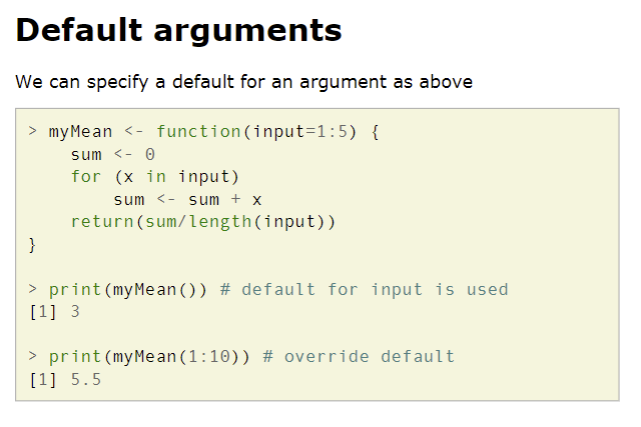 Default arguments
We can specify a default for an argument as above
> myMean <- function(input=1:5) {
    sum <- 0
    for (x in input)
        sum <- sum + x
    return(sum/length(input))
}
> print(myMean()) # default for input is used
[1] 3
> print(myMean(1:10)) # override default
[1] 5.5